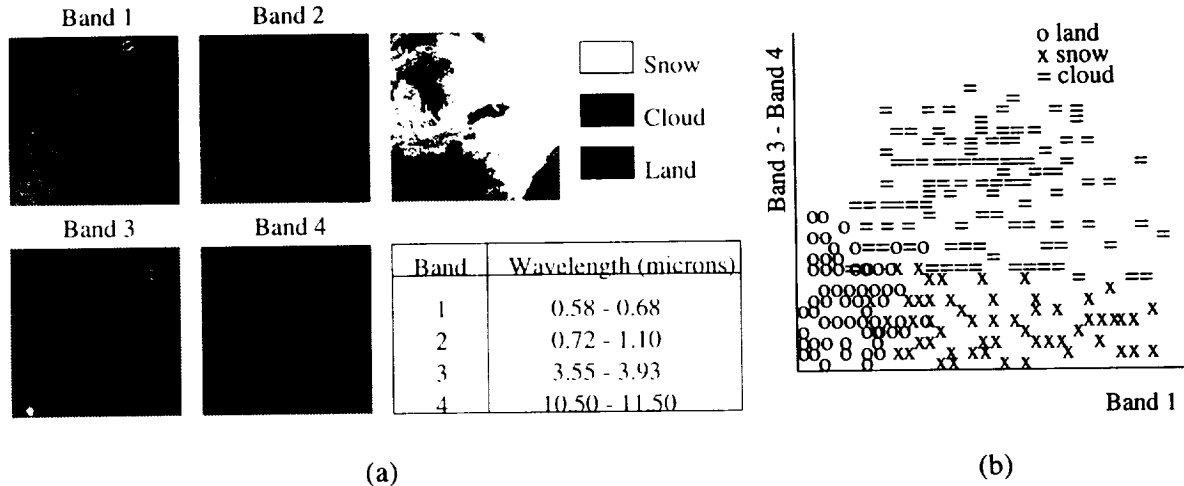 Band 1
Band 2
Snow
Cloud
Land
Band 3
Band 4
Band Wavelength (microns)
1 0.58 - 0.68
2 0.72 - 1.10
3 3.55 - 3.93
4 10.50 - 11.50
(a)
o land
x snow
= cloud
Band 3 - Band 4
Band 1
(b)